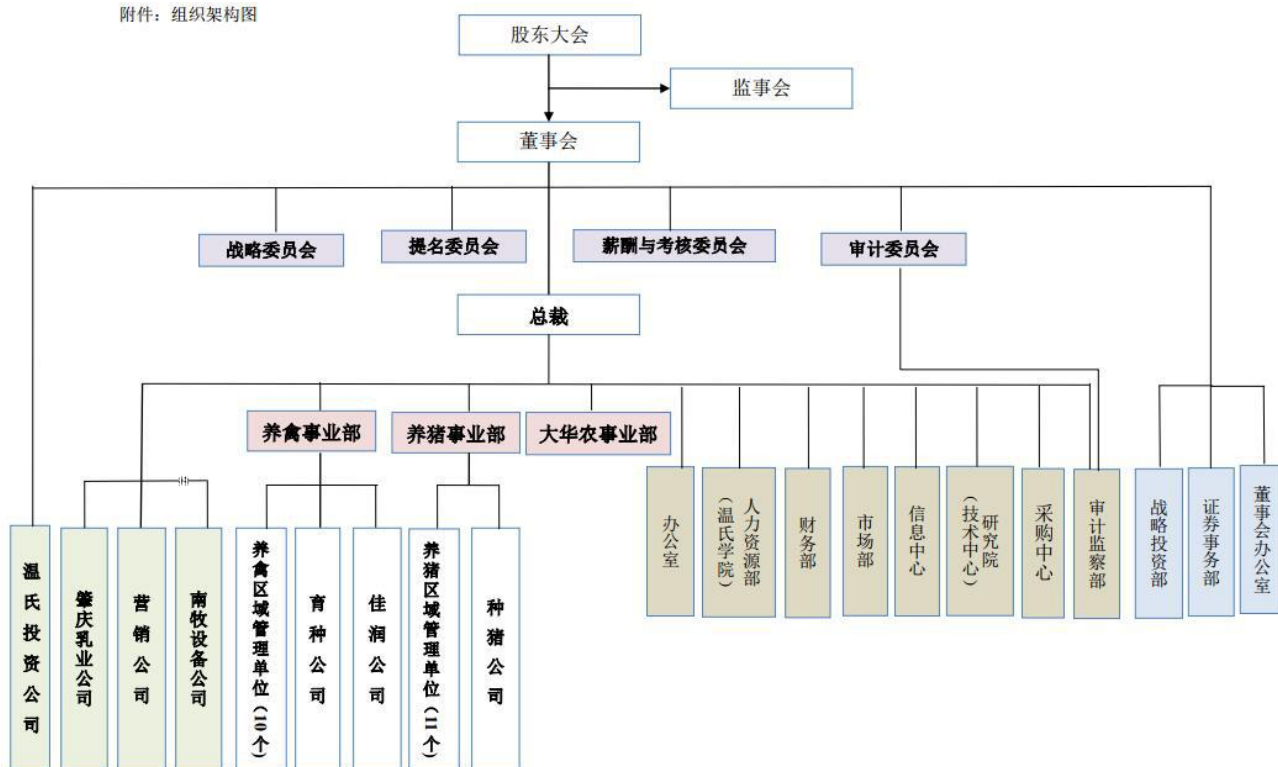 附件：组织架构图
股东大会
监事会
董事会
战略委员会
提名委员会
薪酬与考核委员会
审计委员会
总裁
养禽事业部
养猪事业部
大华农事业部
办公室
人力资源部
（温氏学院）
财务部
市场部
信息中心
研究院
（技术中心）
采购中心
审计监察部
战略投资部
证券事务部
董事会办公室
温氏投资公司
肇庆乳业公司
营销公司
南牧设备公司
养禽区域管理单位（10个）
育种公司
佳润公司
养猪区域管理单位（11个）
种猪公司